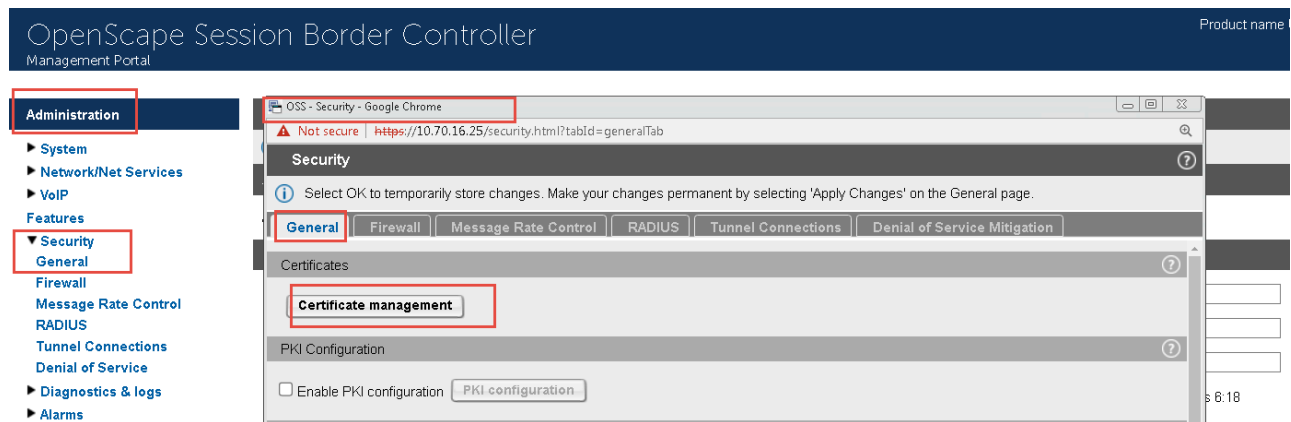 OpenScape Session Border Controller
Management Portal
Product name
Administration
System
Network/Net Services
VoIP
Features
Security
General
Firewall
Message Rate Control
RADIUS
Tunnel Connections
Denial of Service
Diagnostics & logs
Alarms
OSS - Security - Google Chrome
Not secure | https://10.70.16.25/security.html?tabId=generalTab
Security
Select OK to temporarily store changes. Make your changes permanent by selecting 'Apply Changes' on the General page.
General Firewall Message Rate Control RADIUS Tunnel Connections Denial of Service Mitigation
Certificates
Certificate management
PKI Configuration
Enable PKI configuration PKI configuration
s 6:18